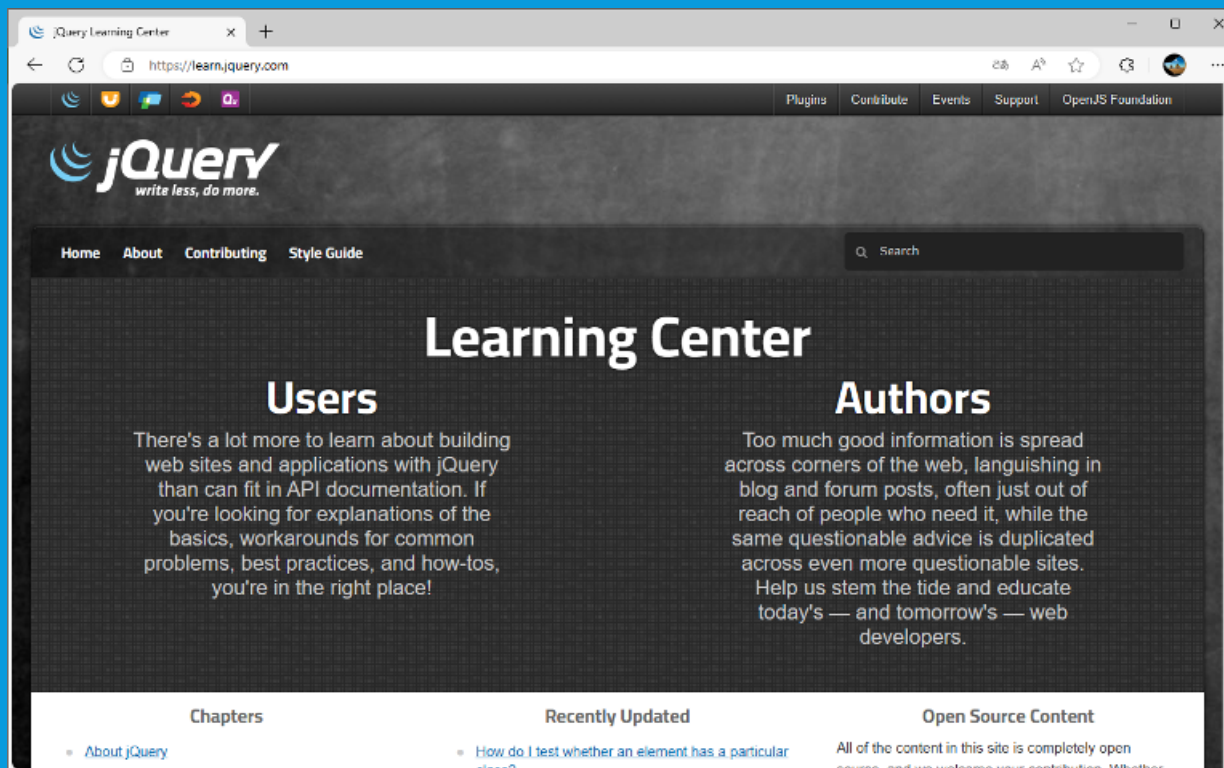 jQuery Learning Center
https://learn.jquery.com
Plugins Contribute Events Support OpenJS Foundation
jQuery
write less, do more.
Home About Contributing Style Guide
Search
Learning Center
Users
There's a lot more to learn about building
web sites and applications with jQuery
than can fit in API documentation. If
you're looking for explanations of the
basics, workarounds for common
problems, best practices, and how-tos,
you're in the right place!
Authors
Too much good information is spread
across corners of the web, languishing in
blog and forum posts, often just out of
reach of people who need it, while the
same questionable advice is duplicated
across even more questionable sites.
Help us stem the tide and educate
today's — and tomorrow's — web
developers.
Chapters
About jQuery
Recently Updated
How do I test whether an element has a particular
Open Source Content
All of the content in this site is completely open